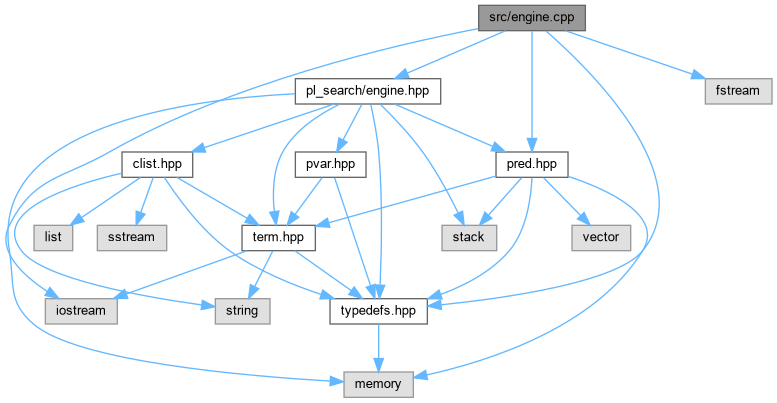 src/engine.cpp
pl_search/engine.hpp
fstream
clist.hpp
pvar.hpp
pred.hpp
list
sstream
term.hpp
stack
vector
iostream
string
typedefs.hpp
memory